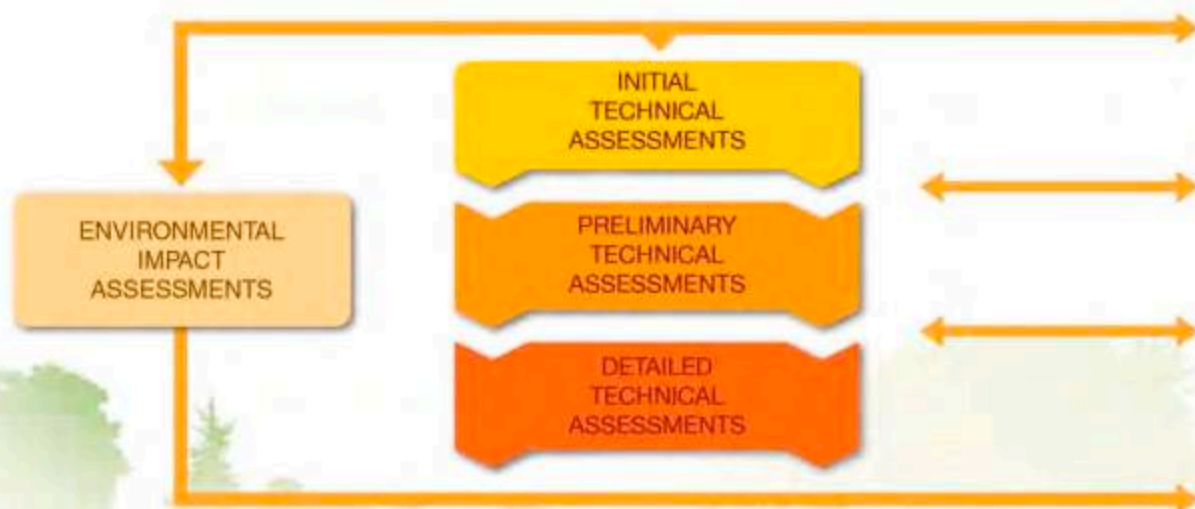 INITIAL
TECHNICAL
ASSESSMENTS
ENVIRONMENTAL
IMPACT
ASSESSMENTS
PRELIMINARY
TECHNICAL
ASSESSMENTS
DETAILED
TECHNICAL
ASSESSMENTS